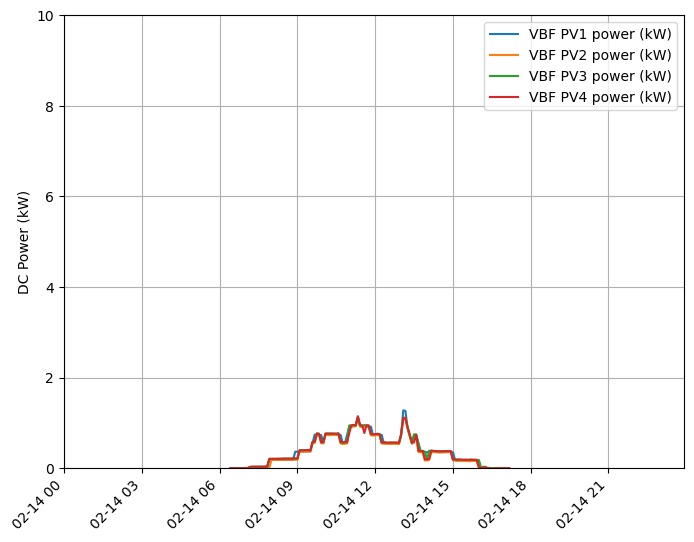 10
8
6
4
2
0
DC Power (kW)
VBF PV1 power (kW)
VBF PV2 power (kW)
VBF PV3 power (kW)
VBF PV4 power (kW)
02-14 00
02-14 03
02-14 06
02-14 09
02-14 12
02-14 15
02-14 18
02-14 21